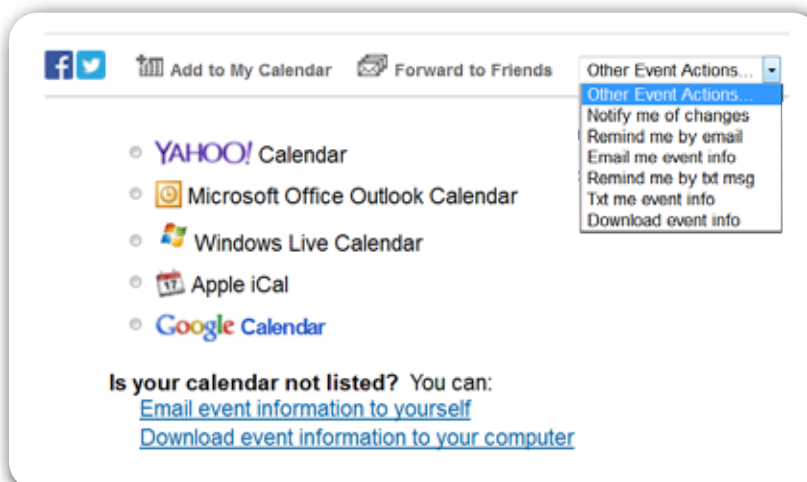 Add to My Calendar Forward to Friends Other Event Actions...
Other Event Actions...
Notify me of changes
Remind me by email
Email me event info
Remind me by txt msg
Txt me event info
Download event info
YAHOO! Calendar
Microsoft Office Outlook Calendar
Windows Live Calendar
17 Apple iCal
Google Calendar
Is your calendar not listed? You can:
Email event information to yourself
Download event information to your computer